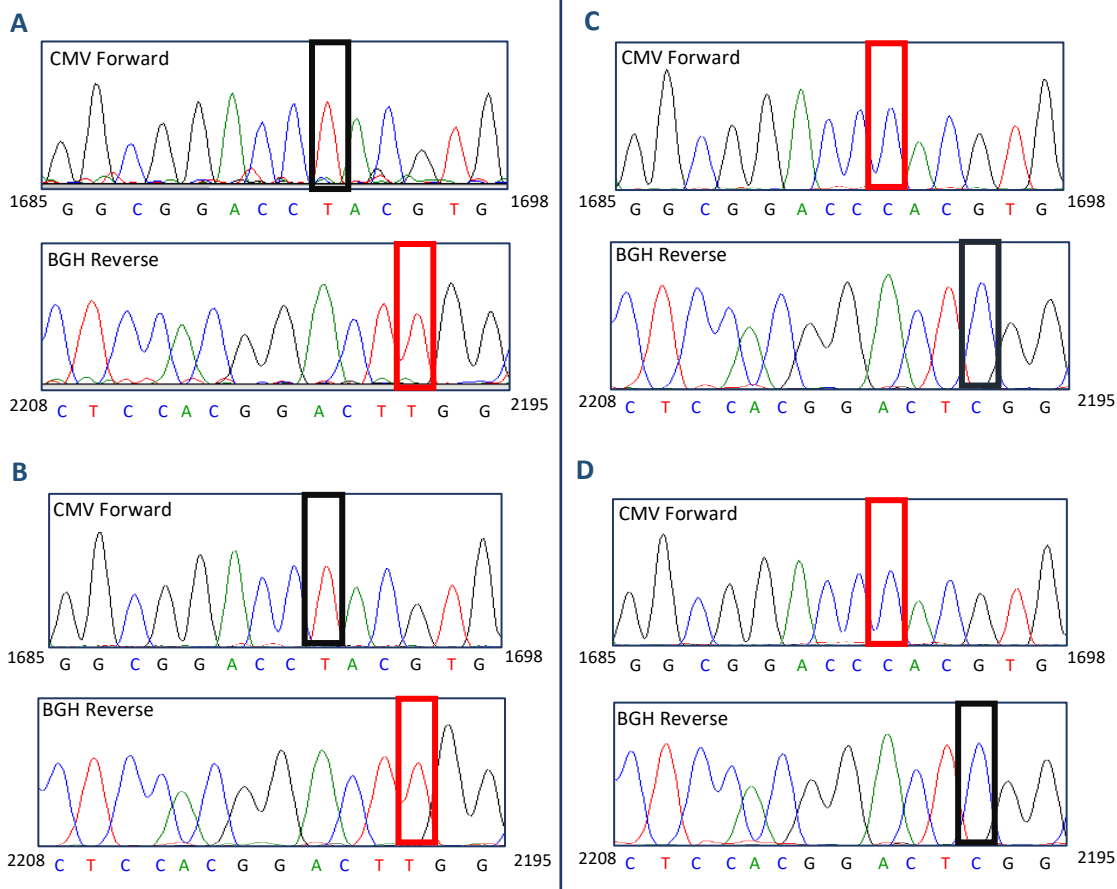 A
CMV Forward
1685 G G C G G A C C T A C G T G 1698
BGH Reverse
2208 C T C C A C G G A C T T G G 2195
B
CMV Forward
1685 G G C G G A C C T A C G T G 1698
BGH Reverse
2208 C T C C A C G G A C T T G G 2195
C
CMV Forward
1685 G G C G G A C C C A C G T G 1698
BGH Reverse
2208 C T C C A C G G A C T C G G 2195
D
CMV Forward
1685 G G C G G A C C C A C G T G 1698
BGH Reverse
2208 C T C C A C G G A C T C G G 2195